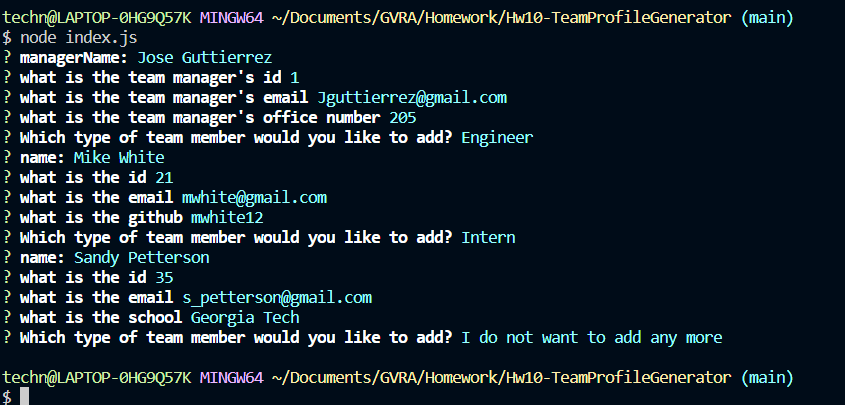 techn@LAPTOP-0HG9Q57K MINGW64 ~/Documents/GVRA/Homework/Hw10-TeamProfileGenerator (main)
$ node index.js
? managerName: Jose Guttierrez
? what is the team manager's id 1
? what is the team manager's email Jguttierrez@gmail.com
? what is the team manager's office number 205
? Which type of team member would you like to add? Engineer
? name: Mike White
? what is the id 21
? what is the email mwhite@gmail.com
? what is the github mwhite12
? Which type of team member would you like to add? Intern
? name: Sandy Petterson
? what is the id 35
? what is the email s_petterson@gmail.com
? what is the school Georgia Tech
? Which type of team member would you like to add? I do not want to add any more
techn@LAPTOP-0HG9Q57K MINGW64 ~/Documents/GVRA/Homework/Hw10-TeamProfileGenerator (main)
$